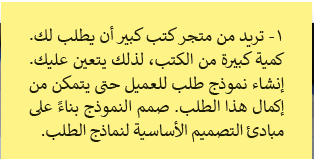 ١- تريد من متجر كتب كبير أن يطلب لك.
كمية كبيرة من الكتب، لذلك يتعين عليك.
إنشاء نموذج طلب للعميل حتى يتمكن من
إكمال هذا الطلب. صمم النموذج بناءً على
مبادئ التصميم الأساسية لنماذج الطلب.